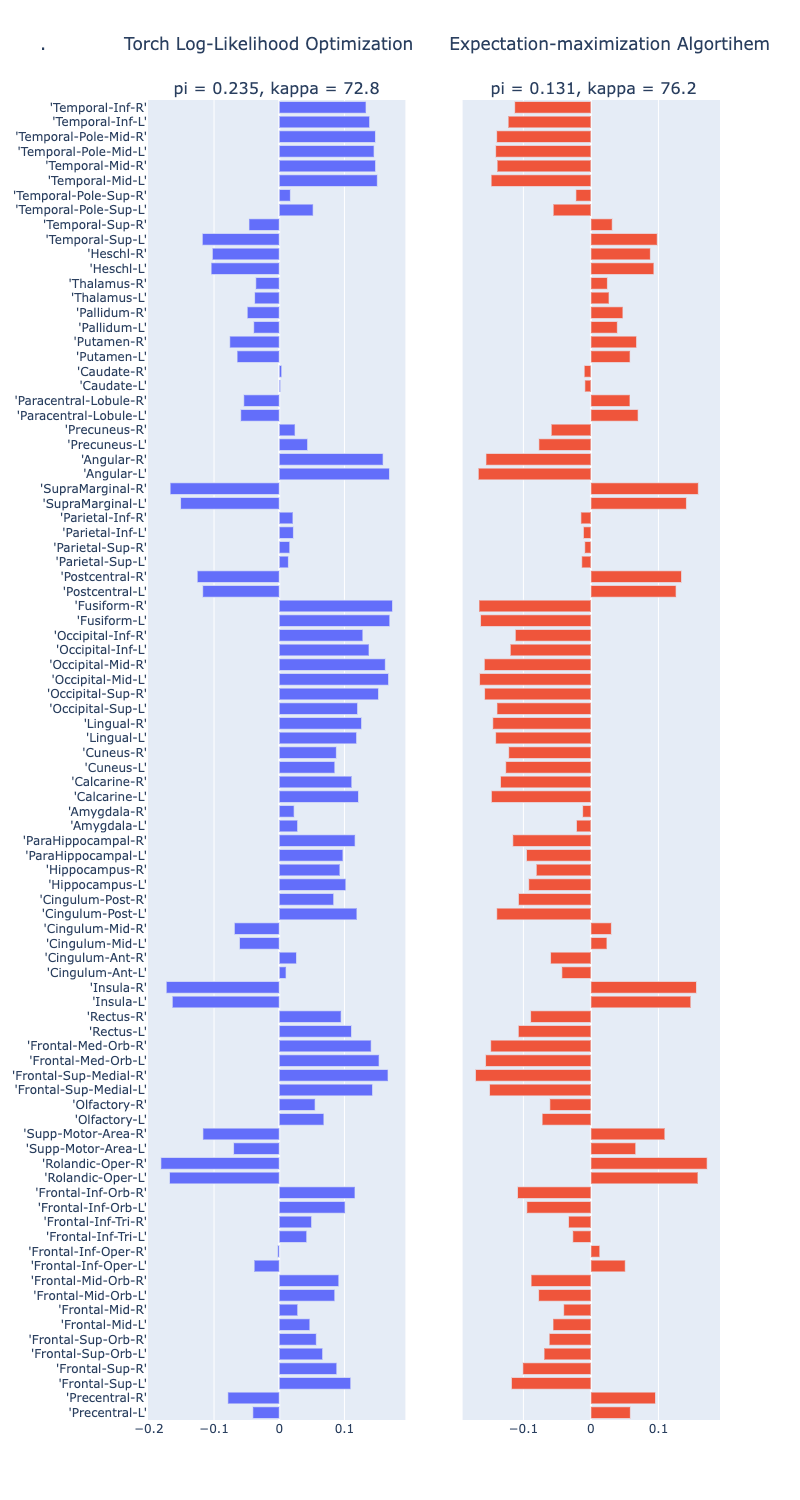 .
Torch Log-Likelihood Optimization
Expectation-maximization Algortihem
pi = 0.235, kappa = 72.8
pi = 0.131, kappa = 76.2
'Temporal-Inf-R'
'Temporal-Inf-L'
'Temporal-Pole-Mid-R'
'Temporal-Pole-Mid-L'
'Temporal-Mid-R'
'Temporal-Mid-L'
'Temporal-Pole-Sup-R'
'Temporal-Pole-Sup-L'
'Temporal-Sup-R'
'Temporal-Sup-L'
'Heschl-R'
'Heschl-L'
'Thalamus-R'
'Thalamus-L'
'Pallidum-R'
'Pallidum-L'
'Putamen-R'
'Putamen-L'
'Caudate-R'
'Caudate-L'
'Paracentral-Lobule-R'
'Paracentral-Lobule-L'
'Precuneus-R'
'Precuneus-L'
'Angular-R'
'Angular-L'
'SupraMarginal-R'
'SupraMarginal-L'
'Parietal-Inf-R'
'Parietal-Inf-L'
'Parietal-Sup-R'
'Parietal-Sup-L'
'Postcentral-R'
'Postcentral-L'
'Fusiform-R'
'Fusiform-L'
'Occipital-Inf-R'
'Occipital-Inf-L'
'Occipital-Mid-R'
'Occipital-Mid-L'
'Occipital-Sup-R'
'Occipital-Sup-L'
'Lingual-R'
'Lingual-L'
'Cuneus-R'
'Cuneus-L'
'Calcarine-R'
'Calcarine-L'
'Amygdala-R'
'Amygdala-L'
'ParaHippocampal-R'
'ParaHippocampal-L'
'Hippocampus-R'
'Hippocampus-L'
'Cingulum-Post-R'
'Cingulum-Post-L'
'Cingulum-Mid-R'
'Cingulum-Mid-L'
'Cingulum-Ant-R'
'Cingulum-Ant-L'
'Insula-R'
'Insula-L'
'Rectus-R'
'Rectus-L'
'Frontal-Med-Orb-R'
'Frontal-Med-Orb-L'
'Frontal-Sup-Medial-R'
'Frontal-Sup-Medial-L'
'Olfactory-R'
'Olfactory-L'
'Supp-Motor-Area-R'
'Supp-Motor-Area-L'
'Rolandic-Oper-R'
'Rolandic-Oper-L'
'Frontal-Inf-Orb-R'
'Frontal-Inf-Orb-L'
'Frontal-Inf-Tri-R'
'Frontal-Inf-Tri-L'
'Frontal-Inf-Oper-R'
'Frontal-Inf-Oper-L'
'Frontal-Mid-Orb-R'
'Frontal-Mid-Orb-L'
'Frontal-Mid-R'
'Frontal-Mid-L'
'Frontal-Sup-Orb-R'
'Frontal-Sup-Orb-L'
'Frontal-Sup-R'
'Frontal-Sup-L'
'Precentral-R'
'Precentral-L'
−0.2 −0.1 0 0.1
−0.1 0 0.1